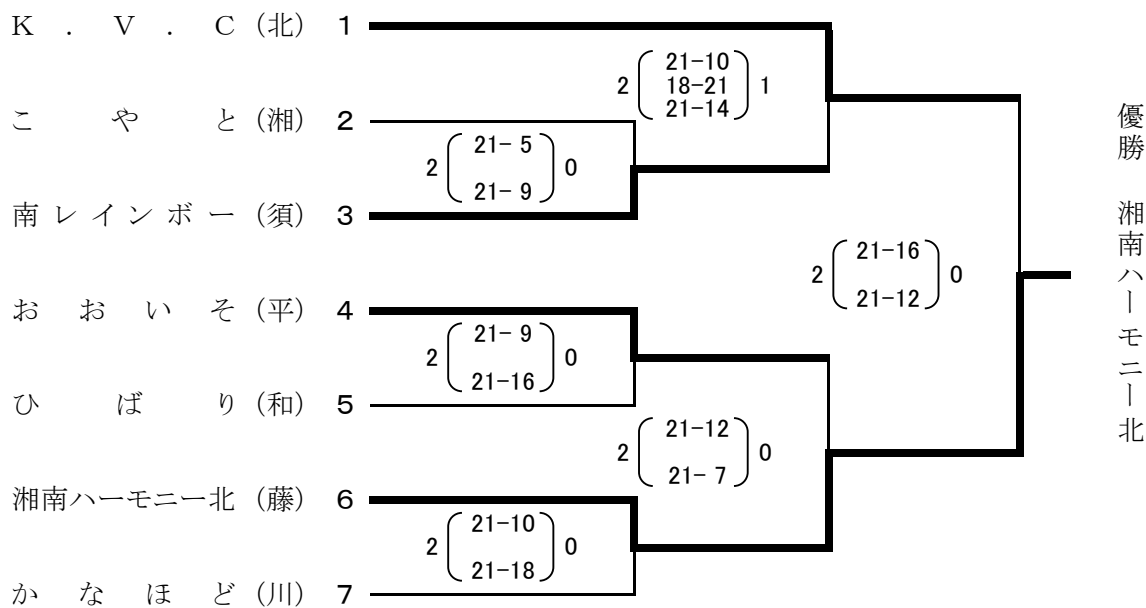 K.V.C（北） 1
2 21-10 1
18-21
21-14
こやと（湘） 2
2 21- 5 0
21- 9
南レインボー（須） 3
2 21-16 0
21-12
おおいそ（平） 4
2 21- 9 0
21-16
ひばり（和） 5
2 21-12 0
21- 7
湘南ハーモニー北（藤） 6
2 21-10 0
21-18
かなほど（川） 7
優勝 湘南ハーモニー北